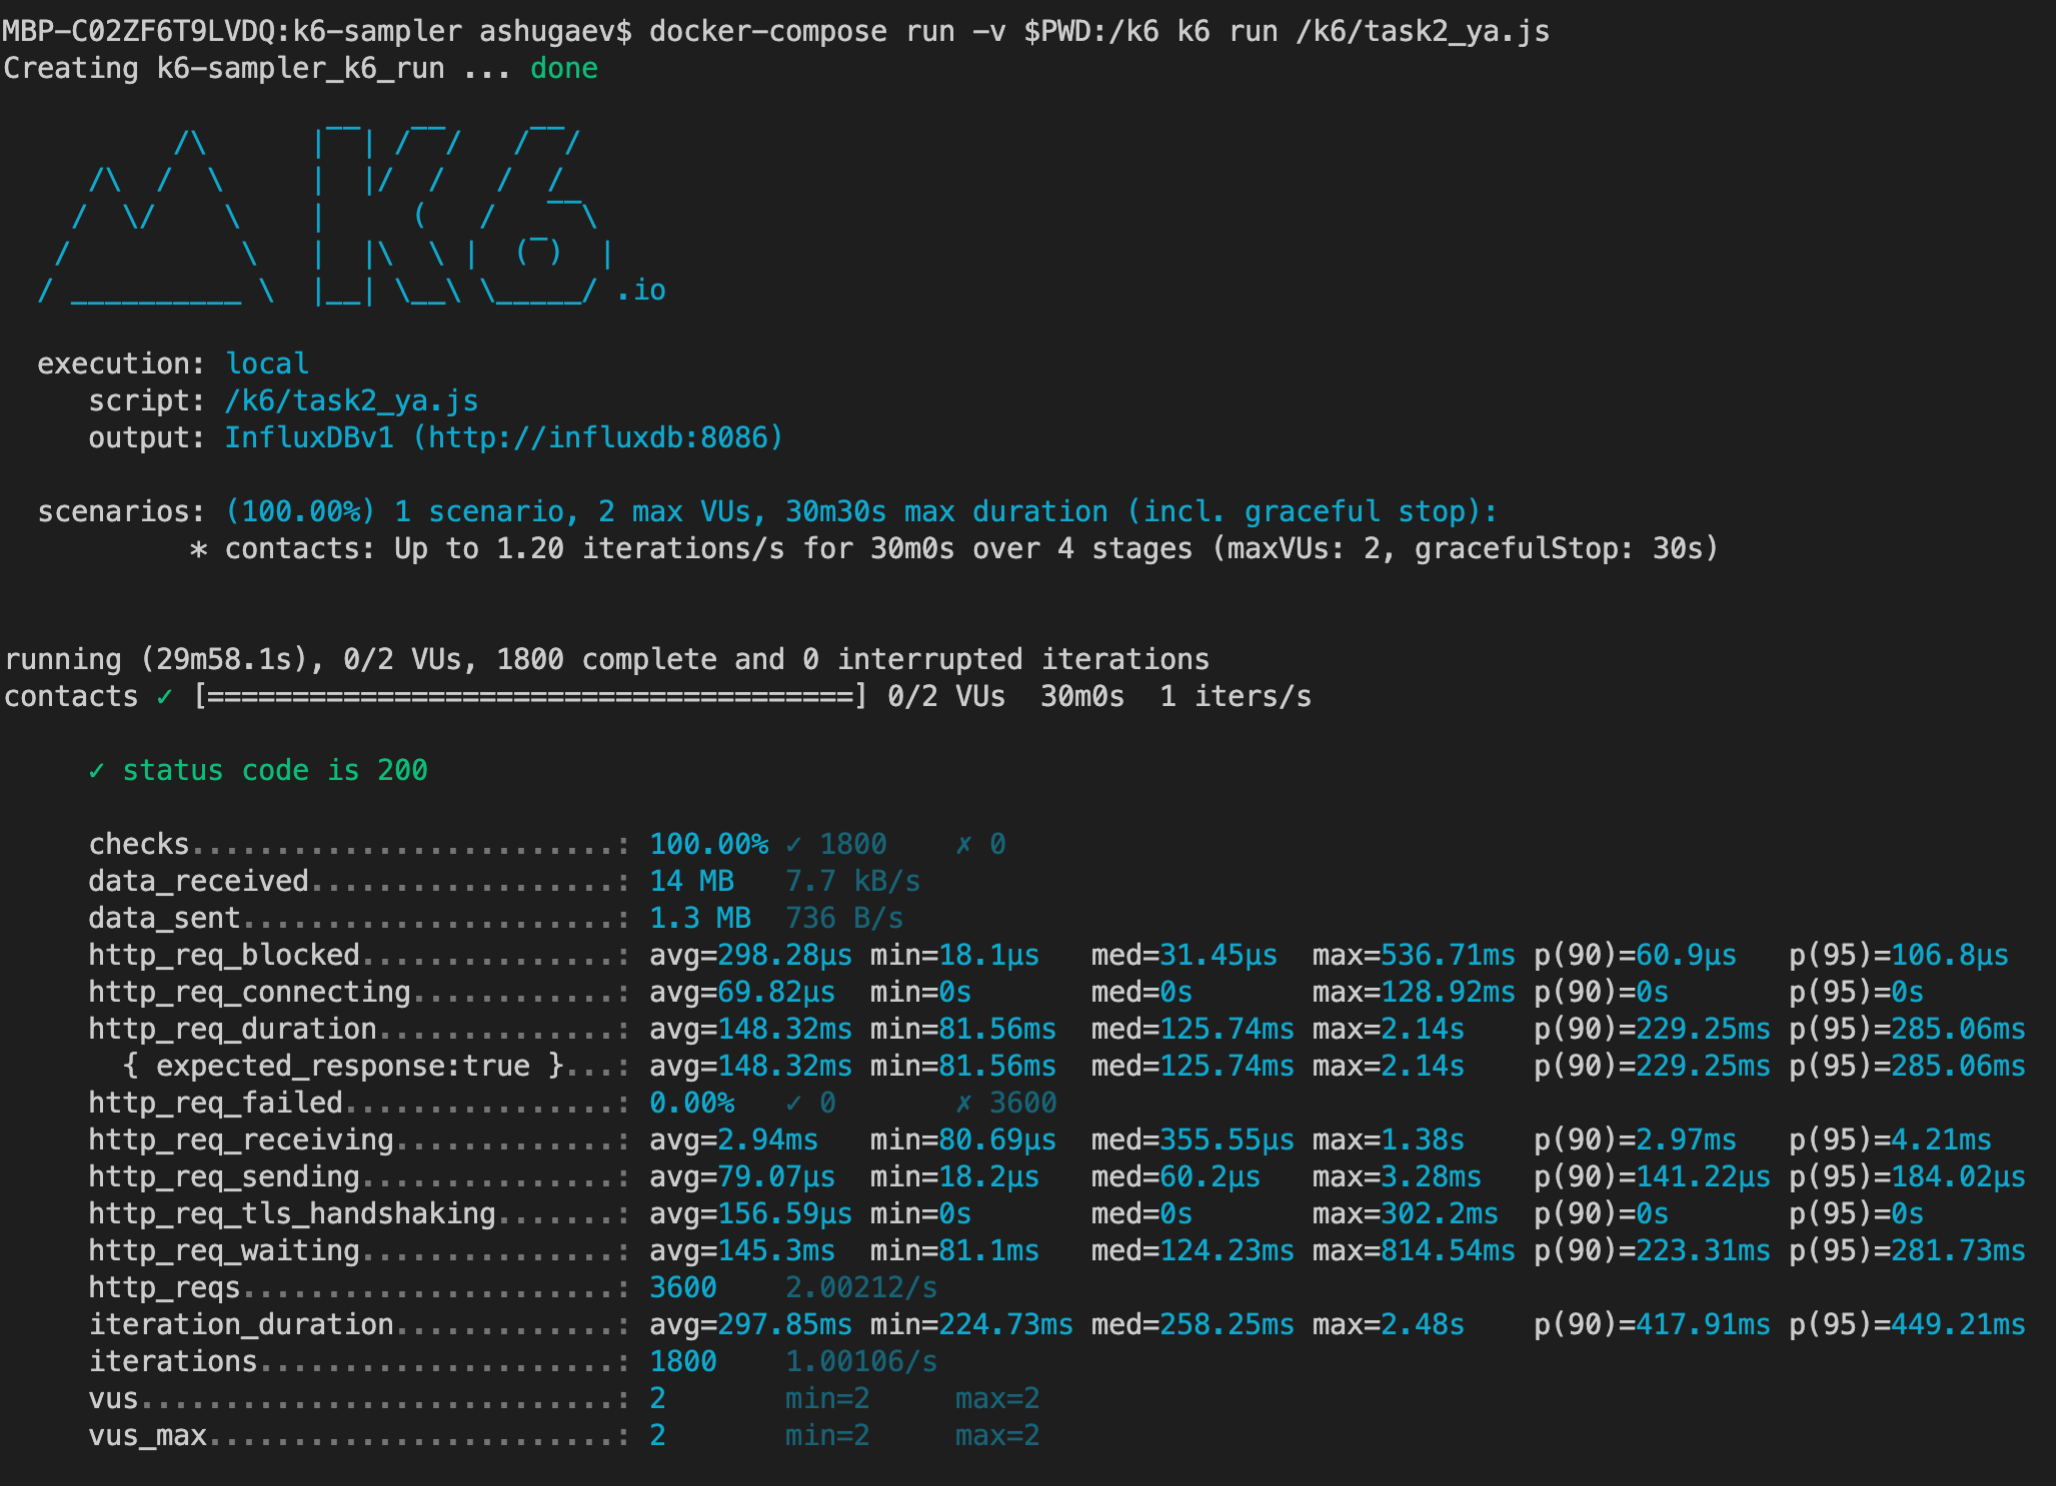 MBP-C02ZF6T9LVDQ:k6-sampler ashugaev$ docker-compose run -v $PWD:/k6 k6 run /k6/task2_ya.js
Creating k6-sampler_k6_run ... done
          /\      |‾‾| /‾‾/   /‾‾/
     /\  /  \     |  |/  /   /  /
    /  \/    \    |     (   /   ‾‾\
   /          \   |  |\  \ |  (‾)  |
  / __________ \  |__| \__\ \_____/ .io
  execution: local
     script: /k6/task2_ya.js
     output: InfluxDBv1 (http://influxdb:8086)
  scenarios: (100.00%) 1 scenario, 2 max VUs, 30m30s max duration (incl. graceful stop):
           * contacts: Up to 1.20 iterations/s for 30m0s over 4 stages (maxVUs: 2, gracefulStop: 30s)
running (29m58.1s), 0/2 VUs, 1800 complete and 0 interrupted iterations
contacts ✓ [======================================] 0/2 VUs  30m0s  1 iters/s
     ✓ status code is 200
     checks.........................: 100.00% ✓ 1800    ✗ 0
     data_received..................: 14 MB   7.7 kB/s
     data_sent......................: 1.3 MB  736 B/s
     http_req_blocked...............: avg=298.28µs min=18.1µs   med=31.45µs  max=536.71ms p(90)=60.9µs   p(95)=106.8µs
     http_req_connecting............: avg=69.82µs  min=0s       med=0s       max=128.92ms p(90)=0s       p(95)=0s
     http_req_duration..............: avg=148.32ms min=81.56ms  med=125.74ms max=2.14s    p(90)=229.25ms p(95)=285.06ms
       { expected_response:true }...: avg=148.32ms min=81.56ms  med=125.74ms max=2.14s    p(90)=229.25ms p(95)=285.06ms
     http_req_failed................: 0.00%   ✓ 0       ✗ 3600
     http_req_receiving.............: avg=2.94ms   min=80.69µs  med=355.55µs max=1.38s    p(90)=2.97ms   p(95)=4.21ms
     http_req_sending...............: avg=79.07µs  min=18.2µs   med=60.2µs   max=3.28ms   p(90)=141.22µs p(95)=184.02µs
     http_req_tls_handshaking.......: avg=156.59µs min=0s       med=0s       max=302.2ms  p(90)=0s       p(95)=0s
     http_req_waiting...............: avg=145.3ms  min=81.1ms   med=124.23ms max=814.54ms p(90)=223.31ms p(95)=281.73ms
     http_reqs......................: 3600    2.00212/s
     iteration_duration.............: avg=297.85ms min=224.73ms med=258.25ms max=2.48s    p(90)=417.91ms p(95)=449.21ms
     iterations.....................: 1800    1.00106/s
     vus............................: 2       min=2     max=2
     vus_max........................: 2       min=2     max=2